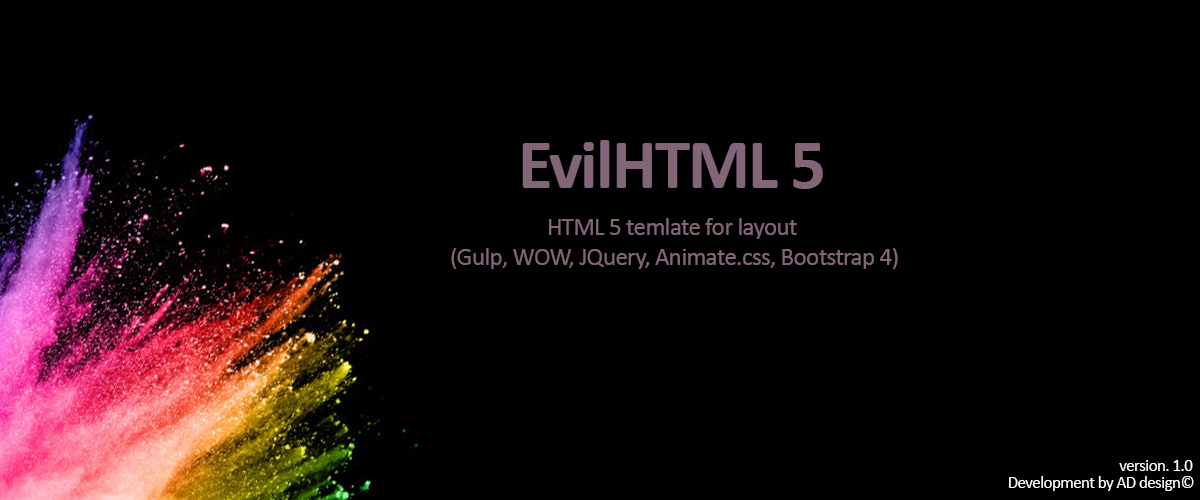 EvilHTML 5
HTML 5 temlate for layout
(Gulp, WOW, JQuery, Animate.css, Bootstrap 4)
version. 1.0
Development by AD design©